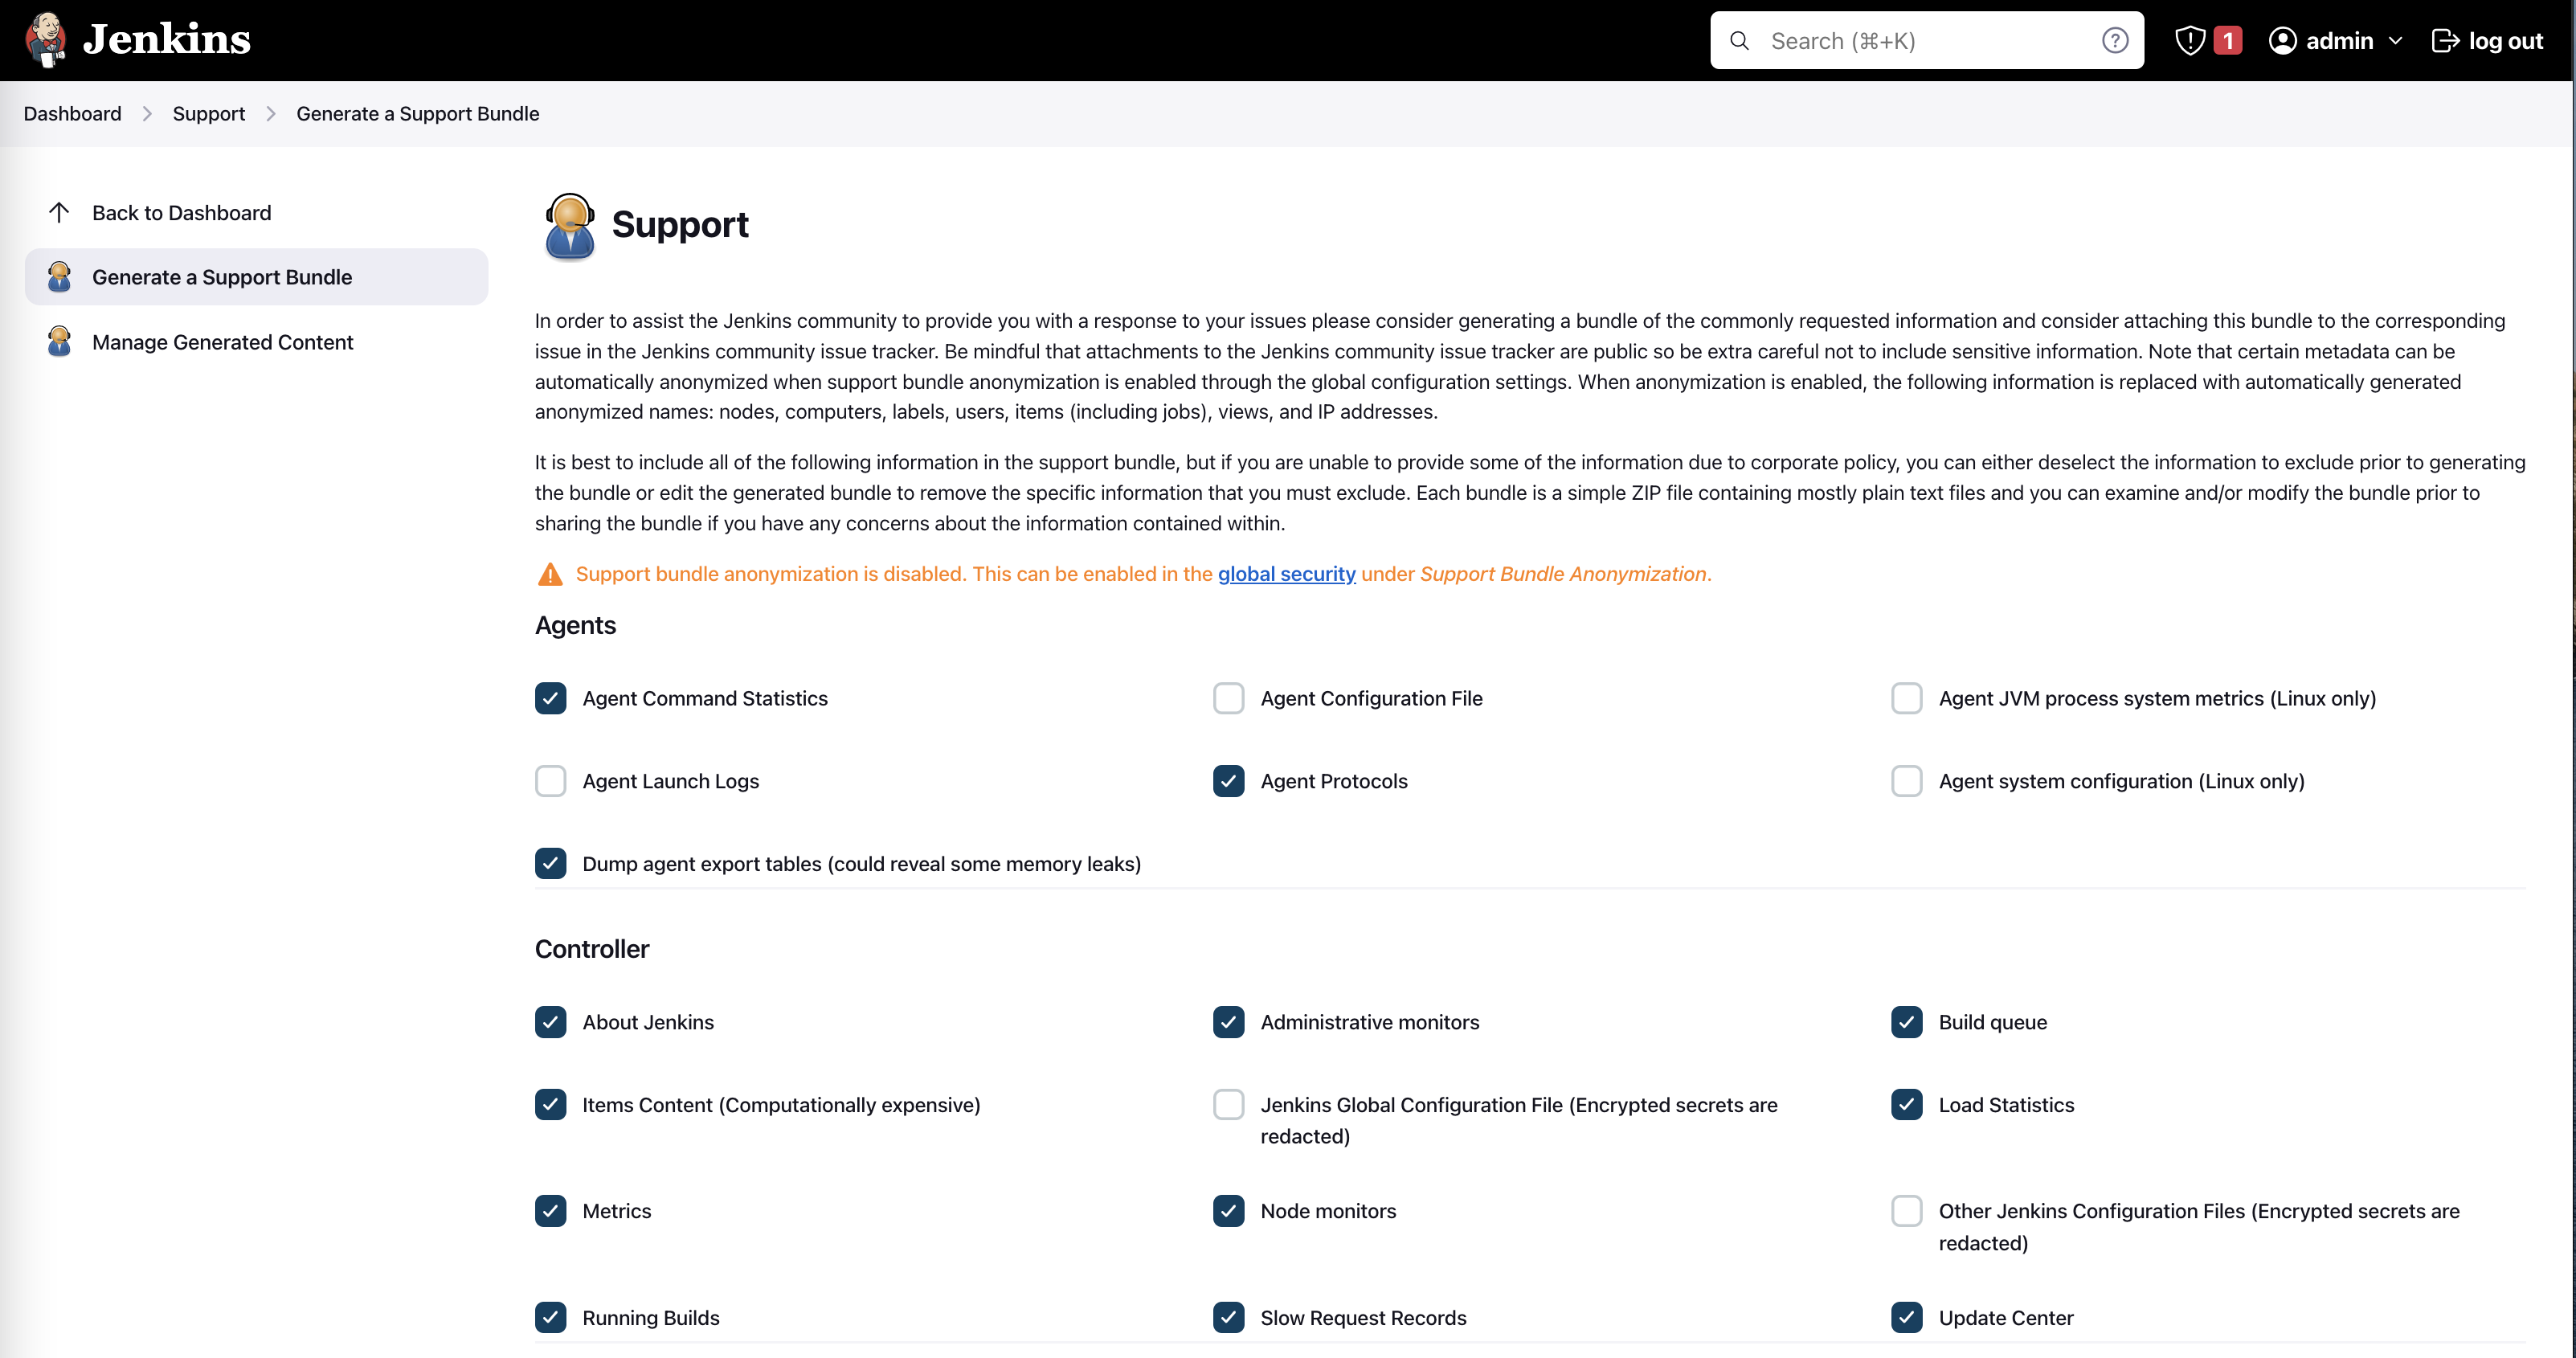 Jenkins
Search (⌘+K)
1
admin
log out
Dashboard
Support
Generate a Support Bundle
Back to Dashboard
Generate a Support Bundle
Manage Generated Content
Support
In order to assist the Jenkins community to provide you with a response to your issues please consider generating a bundle of the commonly requested information and consider attaching this bundle to the corresponding
issue in the Jenkins community issue tracker. Be mindful that attachments to the Jenkins community issue tracker are public so be extra careful not to include sensitive information. Note that certain metadata can be
automatically anonymized when support bundle anonymization is enabled through the global configuration settings. When anonymization is enabled, the following information is replaced with automatically generated
anonymized names: nodes, computers, labels, users, items (including jobs), views, and IP addresses.
It is best to include all of the following information in the support bundle, but if you are unable to provide some of the information due to corporate policy, you can either deselect the information to exclude prior to generating
the bundle or edit the generated bundle to remove the specific information that you must exclude. Each bundle is a simple ZIP file containing mostly plain text files and you can examine and/or modify the bundle prior to
sharing the bundle if you have any concerns about the information contained within.
Support bundle anonymization is disabled. This can be enabled in the global security under Support Bundle Anonymization.
Agents
Agent Command Statistics
Agent Configuration File
Agent JVM process system metrics (Linux only)
Agent Launch Logs
Agent Protocols
Agent system configuration (Linux only)
Dump agent export tables (could reveal some memory leaks)
Controller
About Jenkins
Administrative monitors
Build queue
Items Content (Computationally expensive)
Jenkins Global Configuration File (Encrypted secrets are
redacted)
Load Statistics
Metrics
Node monitors
Other Jenkins Configuration Files (Encrypted secrets are
redacted)
Running Builds
Slow Request Records
Update Center